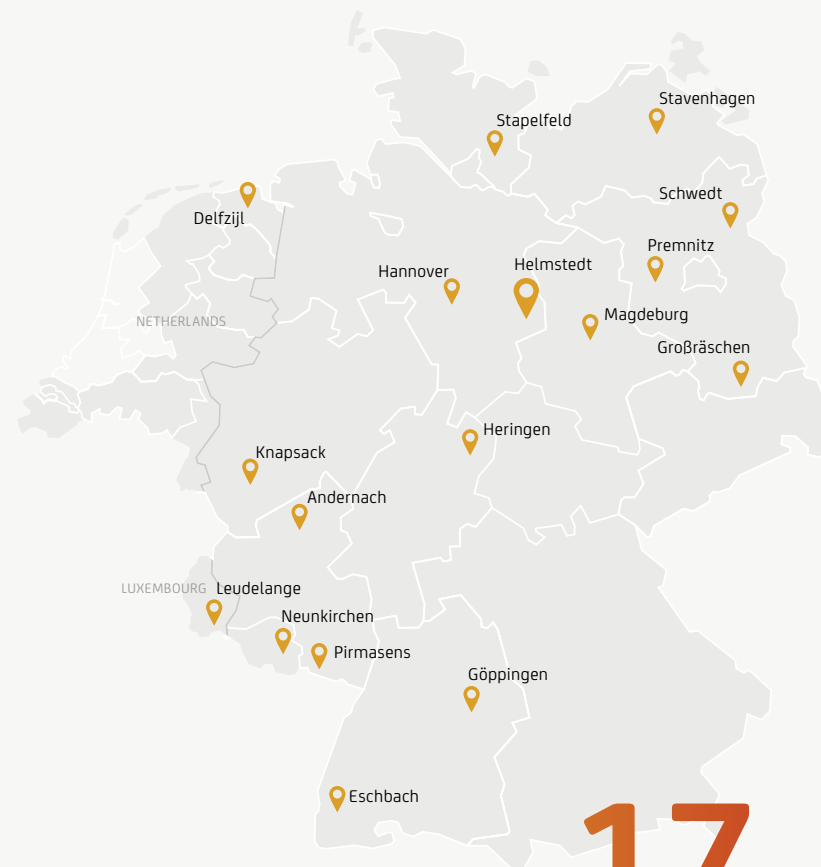 Stavenhagen
Stapelfeld
Schwedt
Delfzijl
Premnitz
Helmstedt
Hannover
Magdeburg
NETHERLANDS
Großräschen
Heringen
Knapsack
Andernach
LUXEMBOURG
Leudelange
Neunkirchen
Pirmasens
Göppingen
Eschbach
17